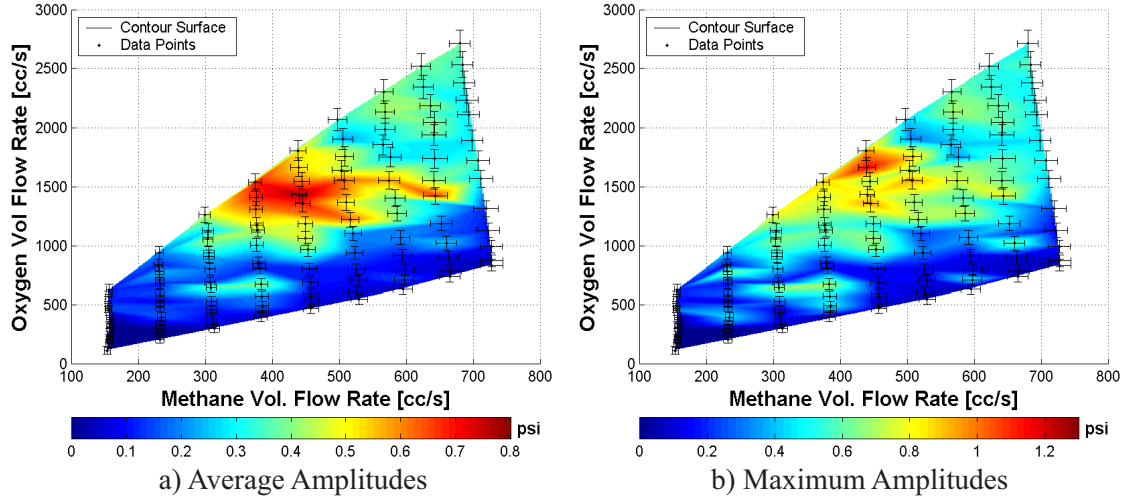 3000
2500
2000
1500
1000
500
0
Oxygen Vol Flow Rate [cc/s]
Contour Surface
Data Points
100 200 300 400 500 600 700 800
Methane Vol. Flow Rate [cc/s]
psi
0 0.1 0.2 0.3 0.4 0.5 0.6 0.7 0.8
a) Average Amplitudes
3000
2500
2000
1500
1000
500
0
Oxygen Vol Flow Rate [cc/s]
Contour Surface
Data Points
100 200 300 400 500 600 700 800
Methane Vol. Flow Rate [cc/s]
psi
0 0.2 0.4 0.6 0.8 1 1.2
b) Maximum Amplitudes